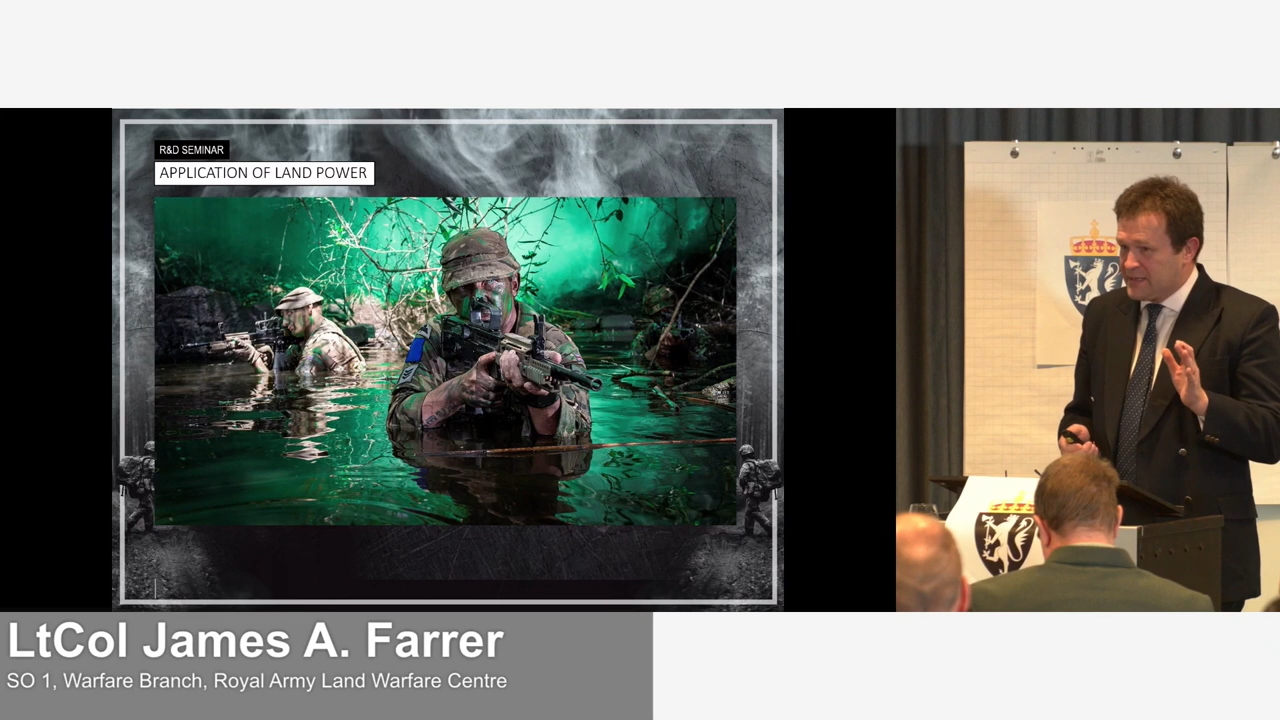 R&D SEMINAR
APPLICATION OF LAND POWER
LtCol James A. Farrer
SO 1, Warfare Branch, Royal Army Land Warfare Centre